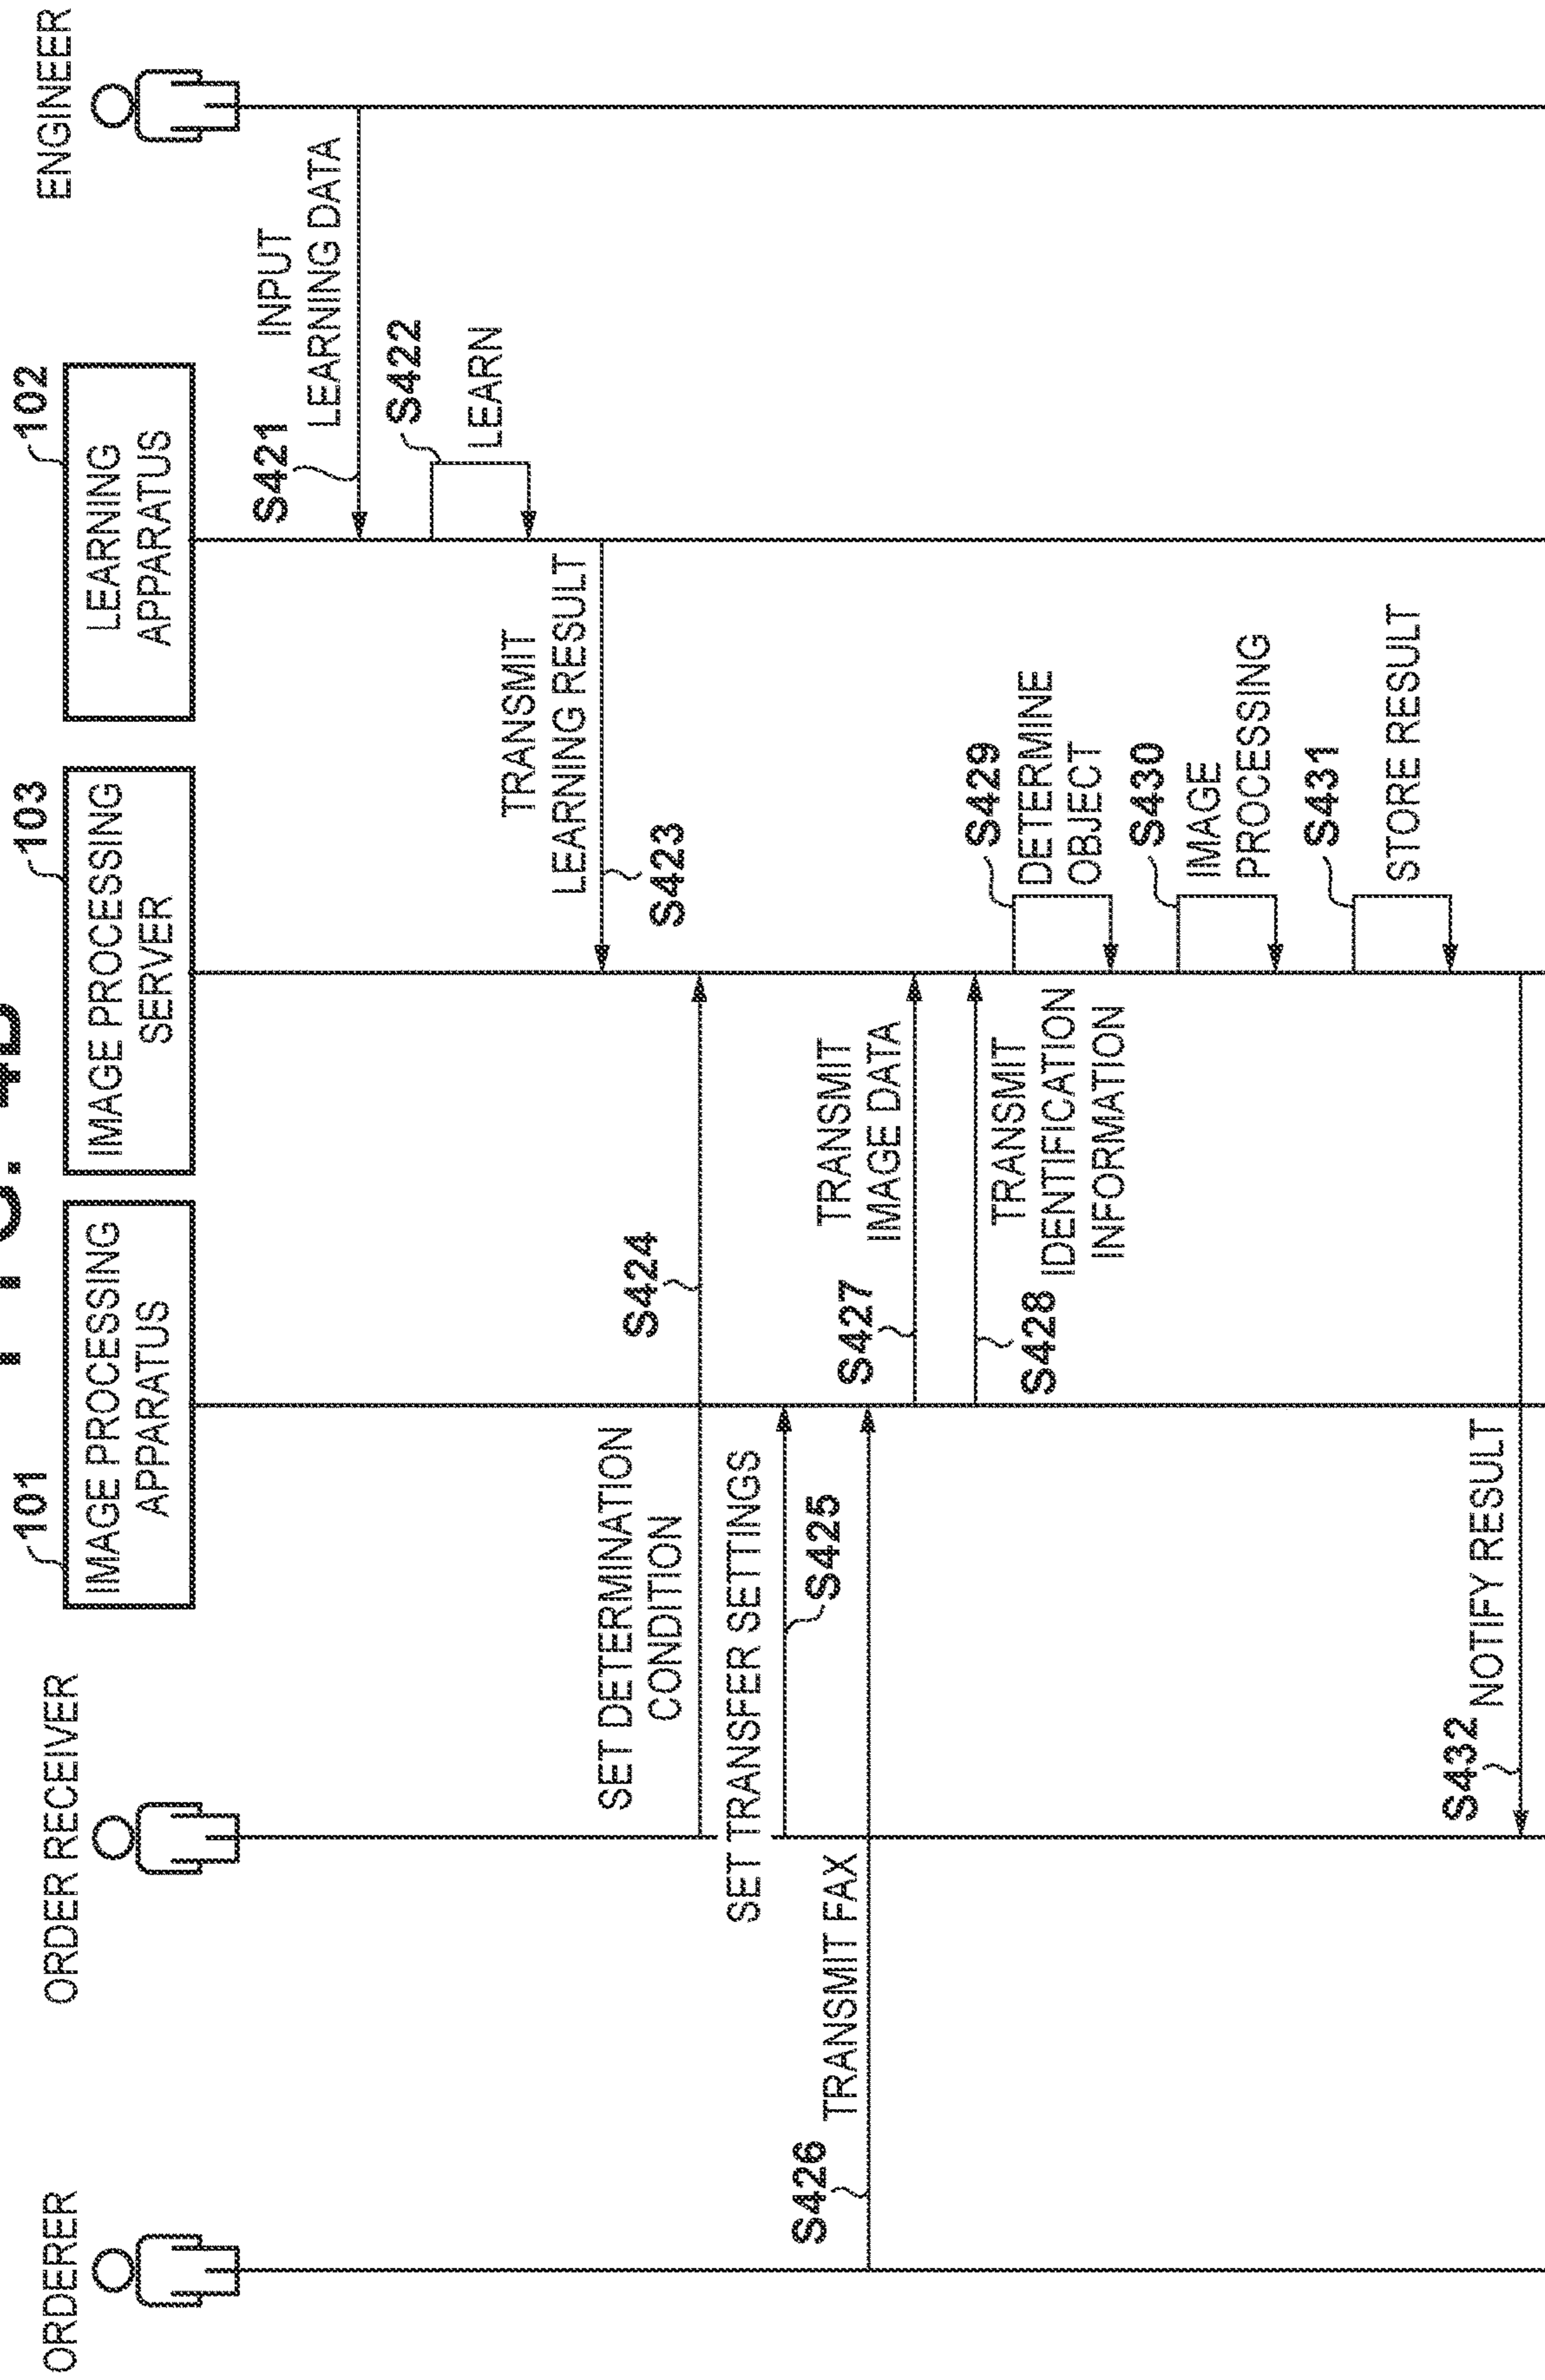 FIG. 4B
ORDERER
ORDER RECEIVER
101
IMAGE PROCESSING
APPARATUS
103
IMAGE PROCESSING
SERVER
102
LEARNING
APPARATUS
ENGINEER
S421
INPUT
LEARNING DATA
S422
LEARN
TRANSMIT
LEARNING RESULT
S423
SET DETERMINATION
CONDITION
S424
SET TRANSFER SETTINGS
S425
S426
TRANSMIT FAX
S427
TRANSMIT
IMAGE DATA
S428
TRANSMIT
IDENTIFICATION
INFORMATION
S429
DETERMINE
OBJECT
S430
IMAGE
PROCESSING
S431
STORE RESULT
S432
NOTIFY RESULT